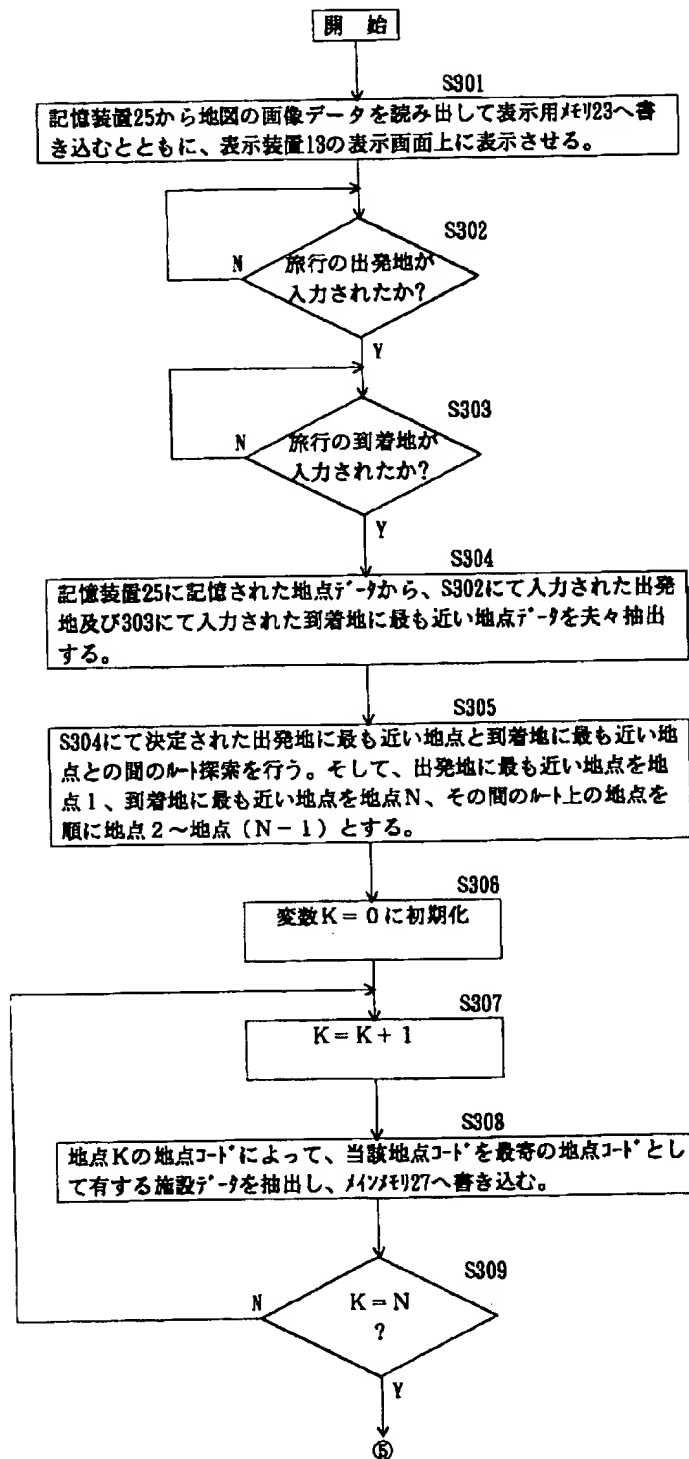 開 始
S301
記憶装置25から地図の画像データを読み出して表示用ﾒﾓﾘ23へ書
き込むとともに、表示装置13の表示画面上に表示させる。
S302
旅行の出発地が
入力されたか?
N
Y
S303
旅行の到着地が
入力されたか?
N
Y
S304
記憶装置25に記憶された地点ﾃﾞｰﾀから、S302にて入力された出発
地及び303にて入力された到着地に最も近い地点ﾃﾞｰﾀを夫々抽出
する。
S305
S304にて決定された出発地に最も近い地点と到着地に最も近い地
点との間のﾙｰﾄ探索を行う。そして、出発地に最も近い地点を地
点1、到着地に最も近い地点を地点N、その間のﾙｰﾄ上の地点を
順に地点2～地点（N－1）とする。
S306
変数K=0に初期化
S307
K=K+1
S308
地点Kの地点ｺｰﾄﾞによって、当該地点ｺｰﾄﾞを最寄の地点ｺｰﾄﾞとし
て有する施設ﾃﾞｰﾀを抽出し、ﾒｲﾝﾒﾓﾘ27へ書き込む。
S309
K=N
?
N
Y
⑤